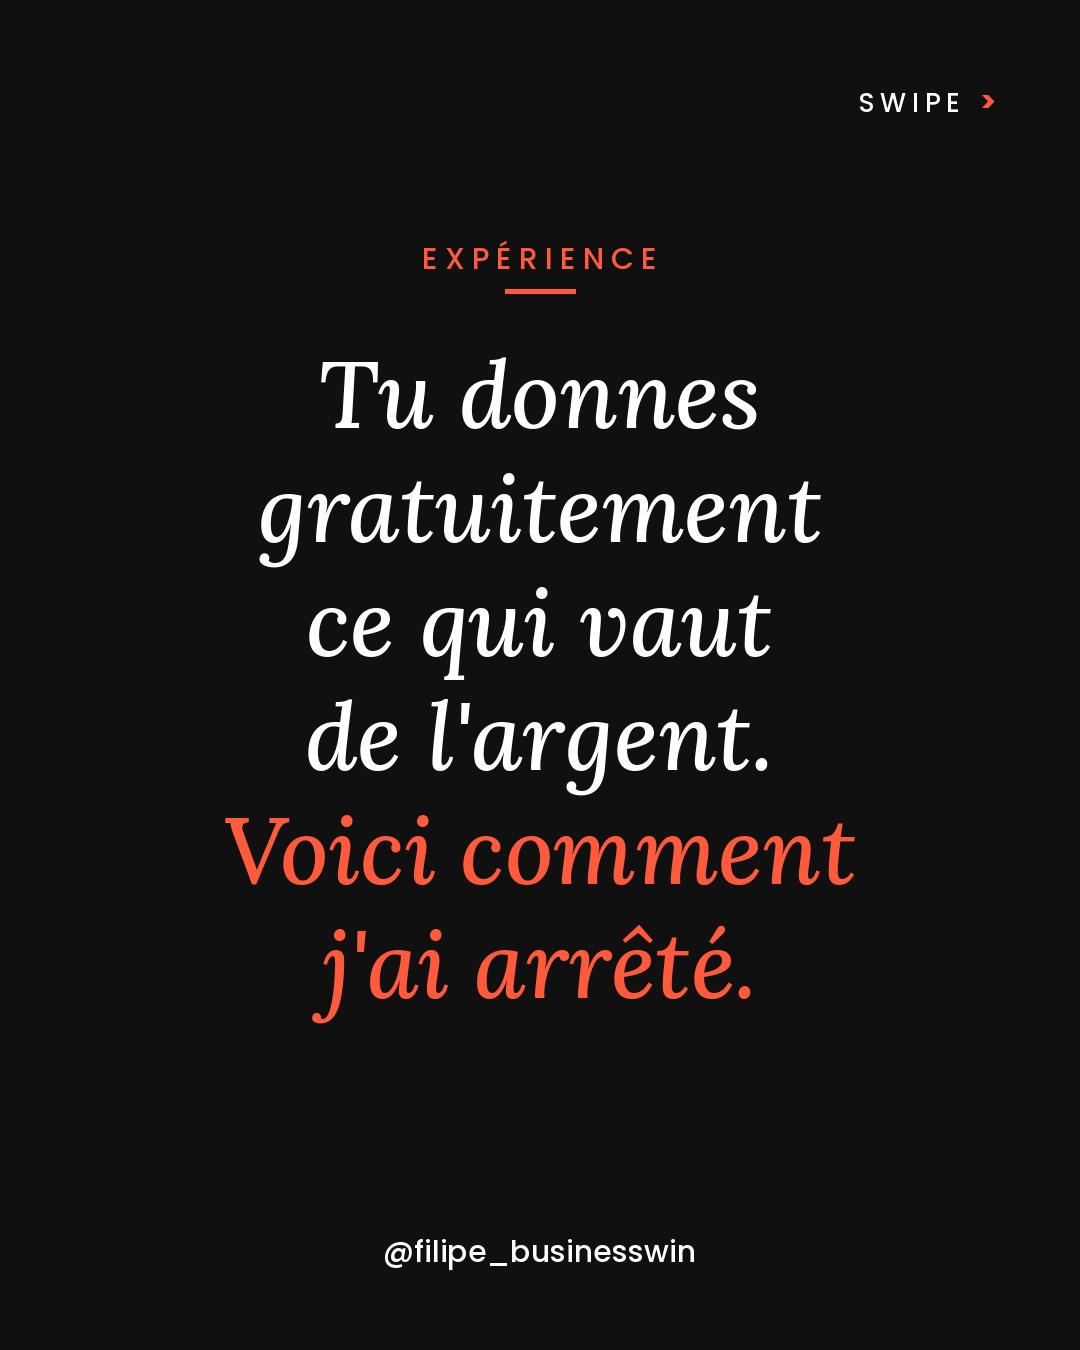 SWIPE >
EXPÉRIENCE
Tu donnes
gratuitement
ce qui vaut
de l'argent.
Voici comment
j'ai arrêté.
@filipe_businesswin